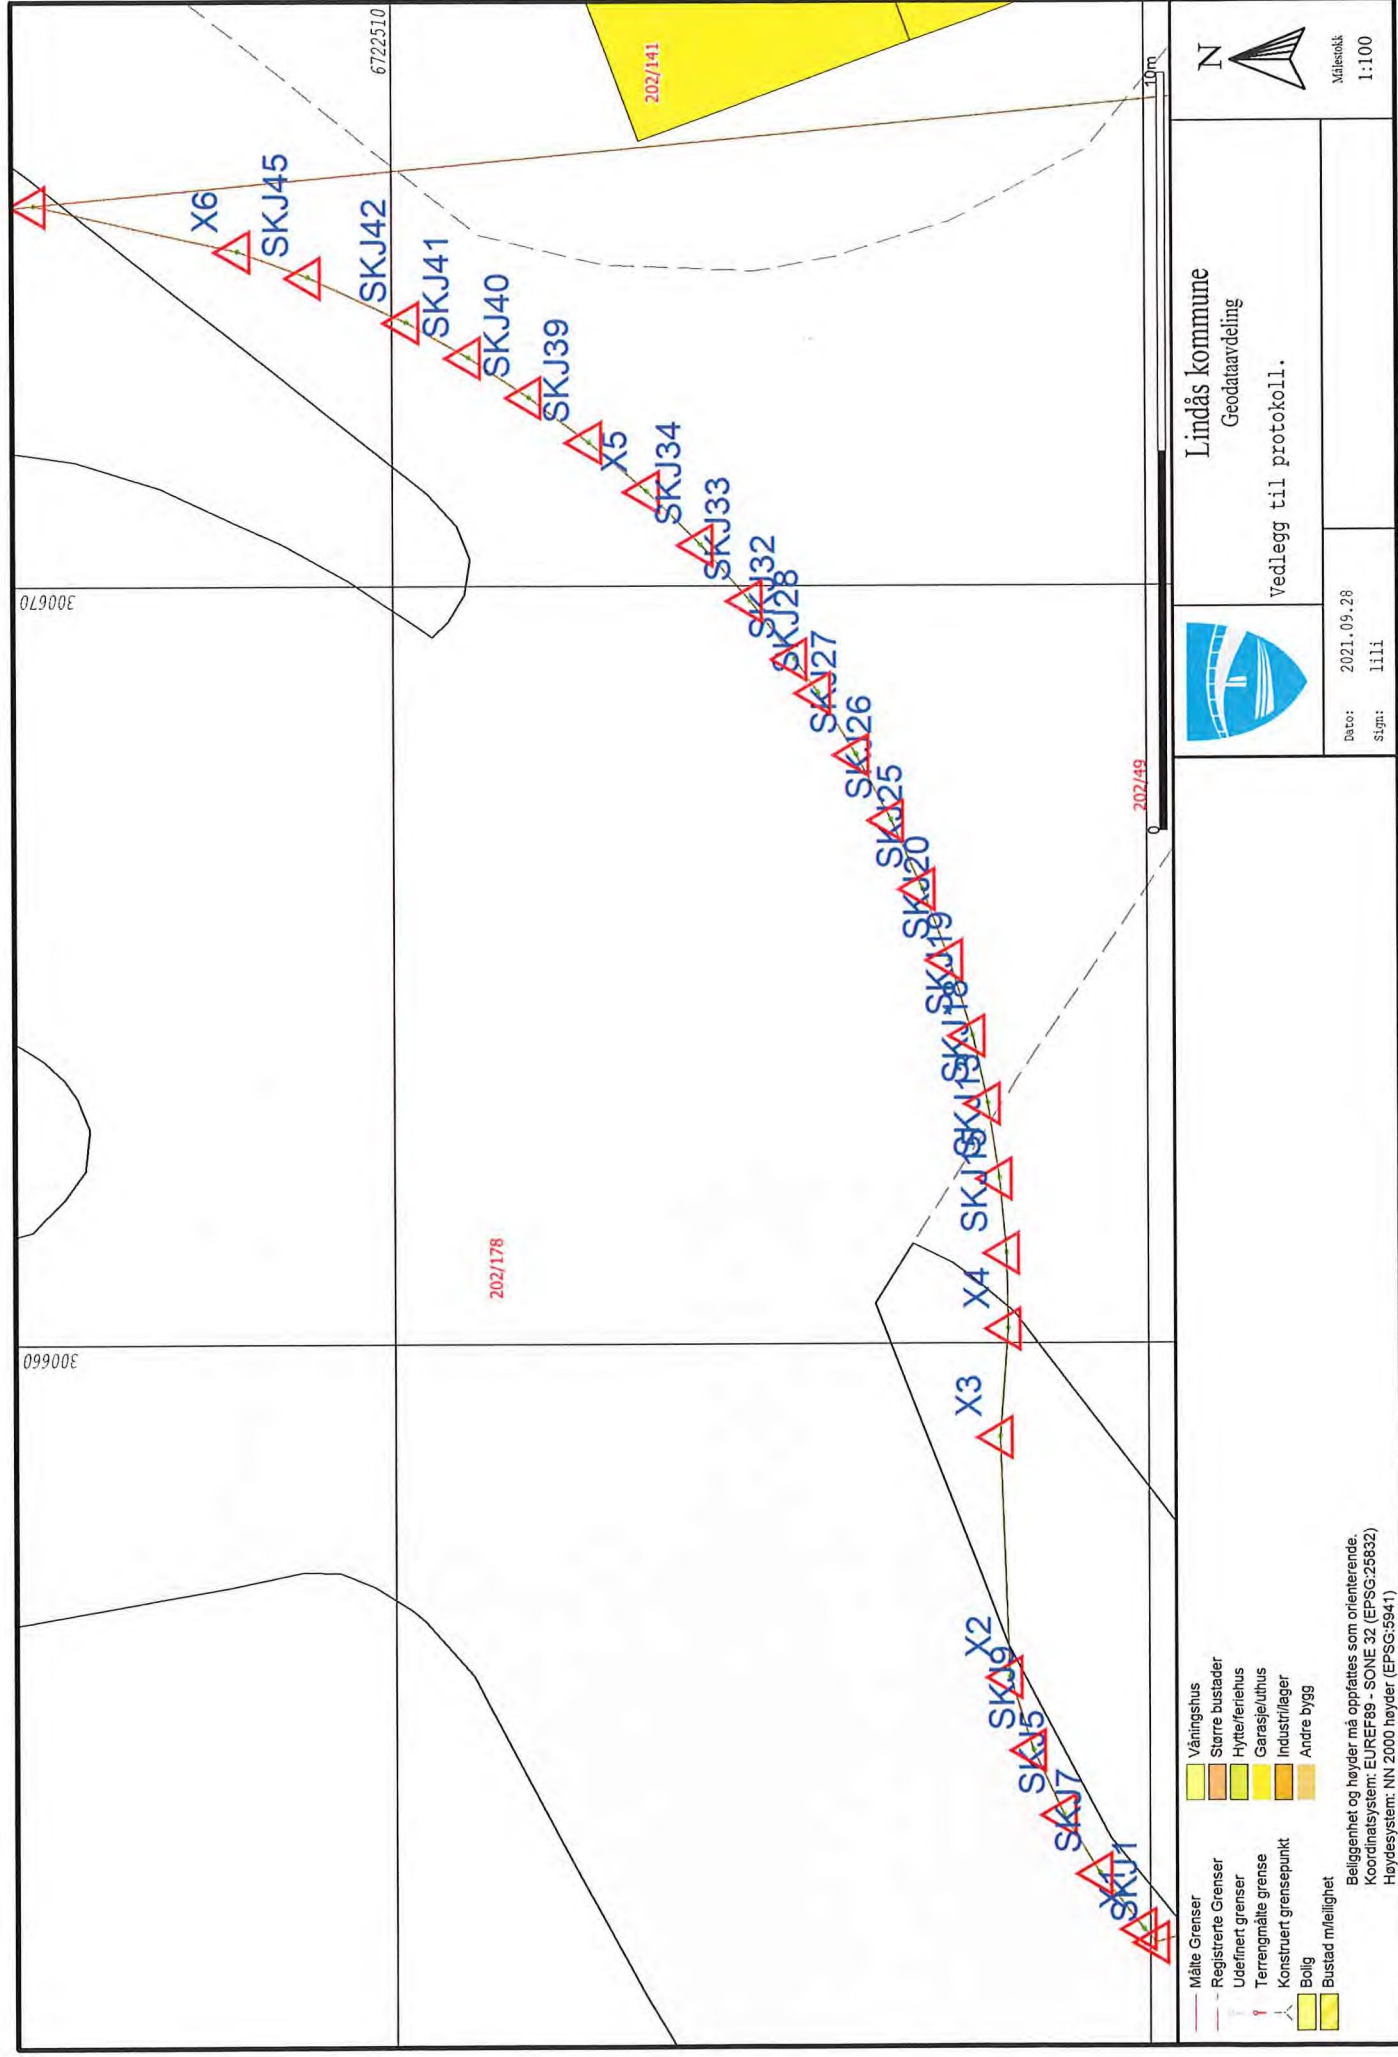 6722510
300660
300670
202/178
202/141
202/49
X6
SKJ45
SKJ42
SKJ41
SKJ40
SKJ39
X5
SKJ34
SKJ33
SKJ32
SKJ28
SKJ27
SKJ26
SKJ25
SKJ20
SKJ19
SKJ18
X4
X3
X2
SKJ9
SKJ5
SKJ7
SKJ1
0
10m
Målte Grenser
Registrerte Grenser
Udefinert grenser
Terrengmålte grense
Konstruert grensepunkt
Bolig
Bustad m/leilighet
Våningshus
Større bustader
Hytte/feriehus
Garasje/uthus
Industri/lager
Andre bygg
Beliggenhet og høyder må oppfattes som orienterende.
Koordinatsystem: EUREF89 - SONE 32 (EPSG:25832)
Høydesystem: NN 2000 høyder (EPSG:5941)
Lindås kommune
Geodataavdeling
Vedlegg til protokoll.
Dato: 2021.09.28
Sign: lili
N
Målestokk
1:100